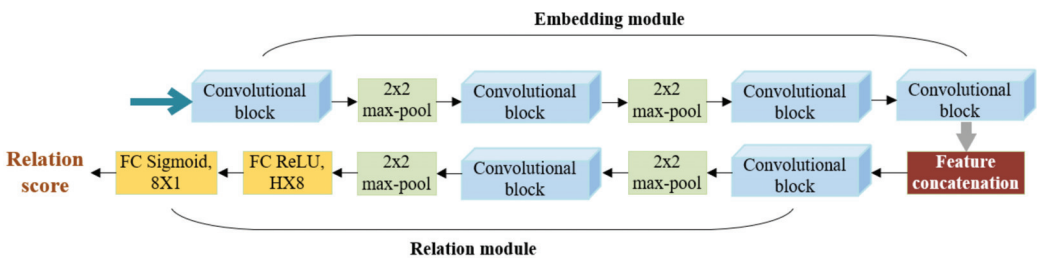 Embedding module
Convolutional
block
2x2
max-pool
Convolutional
block
2x2
max-pool
Convolutional
block
Convolutional
block
Relation
score
FC Sigmoid,
8X1
FC ReLU,
HX8
2x2
max-pool
Convolutional
block
2x2
max-pool
Convolutional
block
Feature
concatenation
Relation module